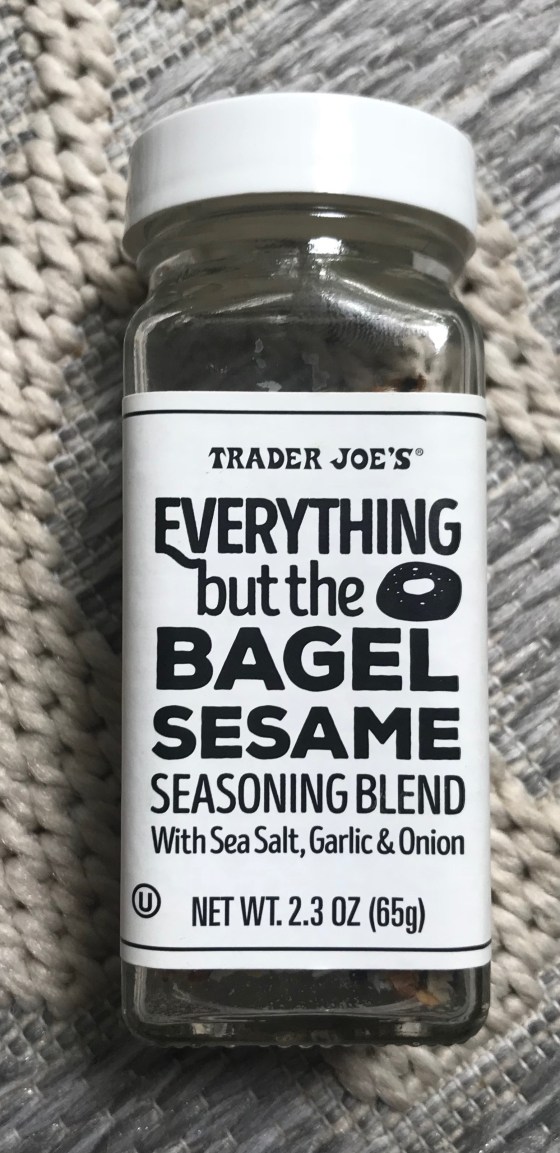 TRADER JOE'S®
EVERYTHING
but the
BAGEL
SESAME
SEASONING BLEND
With Sea Salt, Garlic & Onion
U
NET WT. 2.3 OZ (65g)